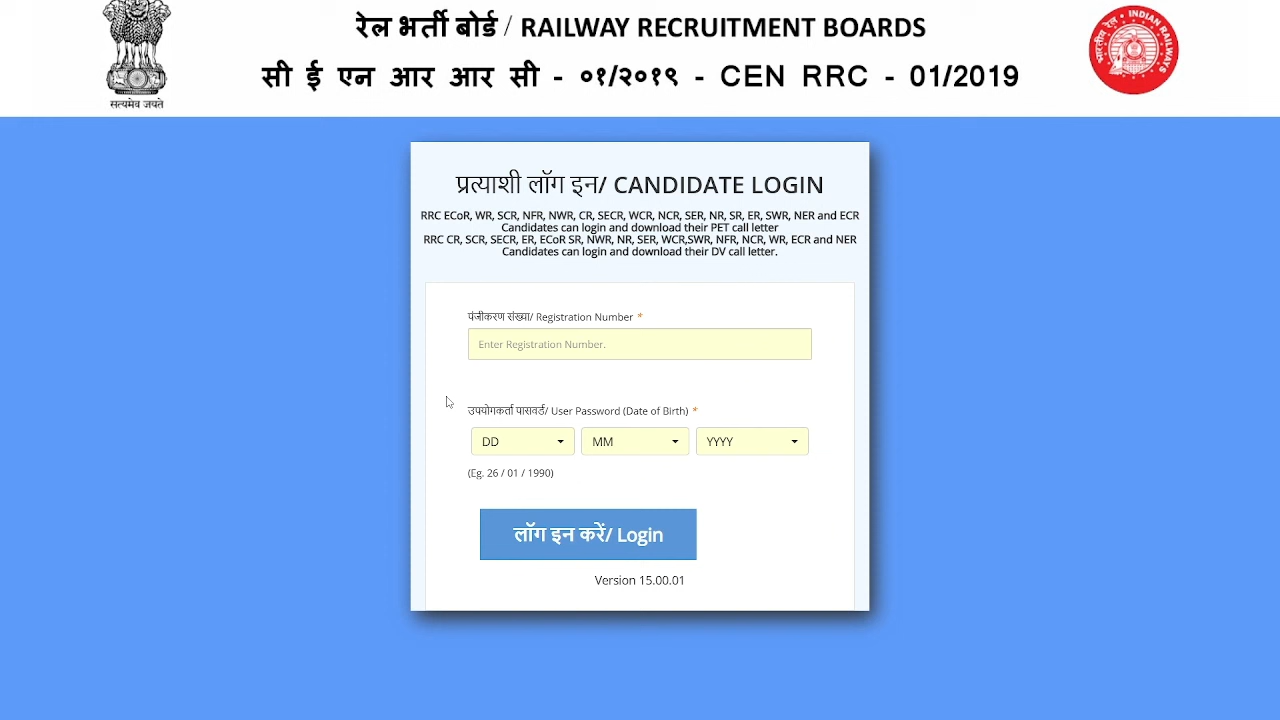 रेल भर्ती बोर्ड / RAILWAY RECRUITMENT BOARDS
सी ई एन आर आर सी - ०१/२०१९ - CEN RRC - 01/2019
सत्यमेव जयते
भारतीय रेल INDIAN RAILWAYS
प्रत्याशी लॉग इन/ CANDIDATE LOGIN
RRC ECoR, WR, SCR, NFR, NWR, CR, SECR, WCR, NCR, SER, NR, SR, ER, SWR, NER and ECR
Candidates can login and download their PET call letter
RRC CR, SCR, SECR, ER, ECoR SR, NWR, NR, SER, WCR,SWR, NFR, NCR, WR, ECR and NER
Candidates can login and download their DV call letter.
पंजीकरण संख्या/ Registration Number *
Enter Registration Number.
उपयोगकर्ता पासवर्ड/ User Password (Date of Birth) *
DD MM YYYY
(Eg. 26 / 01 / 1990)
लॉग इन करें/ Login
Version 15.00.01